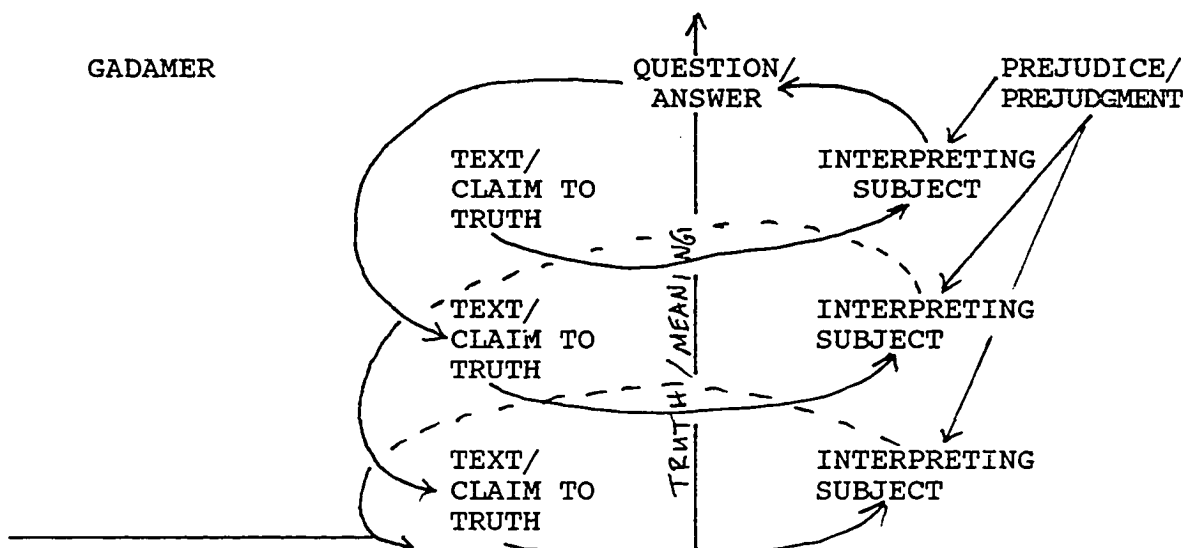 GADAMER
QUESTION/
ANSWER
PREJUDICE/
PREJUDGMENT
TEXT/
CLAIM TO
TRUTH
INTERPRETING
SUBJECT
TRUTH/MEANING
TEXT/
CLAIM TO
TRUTH
INTERPRETING
SUBJECT
TEXT/
CLAIM TO
TRUTH
INTERPRETING
SUBJECT